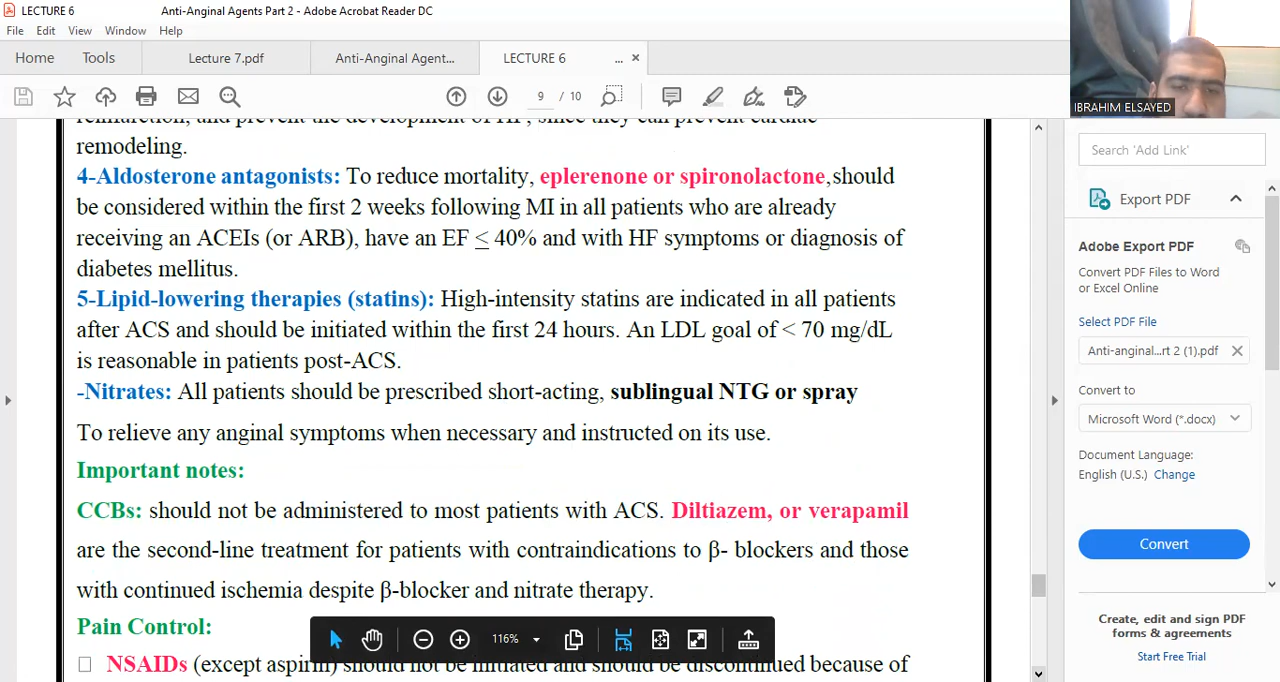 LECTURE 6
Anti-Anginal Agents Part 2 - Adobe Acrobat Reader DC
File Edit View Window Help
Home Tools Lecture 7.pdf Anti-Anginal Agent... LECTURE 6 ... ×
9 / 10
IBRAHIM ELSAYED
remodeling.
4-Aldosterone antagonists: To reduce mortality, eplerenone or spironolactone,should
be considered within the first 2 weeks following MI in all patients who are already
receiving an ACEIs (or ARB), have an EF ≤ 40% and with HF symptoms or diagnosis of
diabetes mellitus.
5-Lipid-lowering therapies (statins): High-intensity statins are indicated in all patients
after ACS and should be initiated within the first 24 hours. An LDL goal of < 70 mg/dL
is reasonable in patients post-ACS.
-Nitrates: All patients should be prescribed short-acting, sublingual NTG or spray
To relieve any anginal symptoms when necessary and instructed on its use.
Important notes:
CCBs: should not be administered to most patients with ACS. Diltiazem, or verapamil
are the second-line treatment for patients with contraindications to β- blockers and those
with continued ischemia despite β-blocker and nitrate therapy.
Pain Control:
116%
NSAIDs (except aspirin) should not be initiated and should be discontinued because of
Search 'Add Link'
Export PDF
Adobe Export PDF
Convert PDF Files to Word
or Excel Online
Select PDF File
Anti-anginal...rt 2 (1).pdf
Convert to
Microsoft Word (*.docx)
Document Language:
English (U.S.) Change
Convert
Create, edit and sign PDF
forms & agreements
Start Free Trial